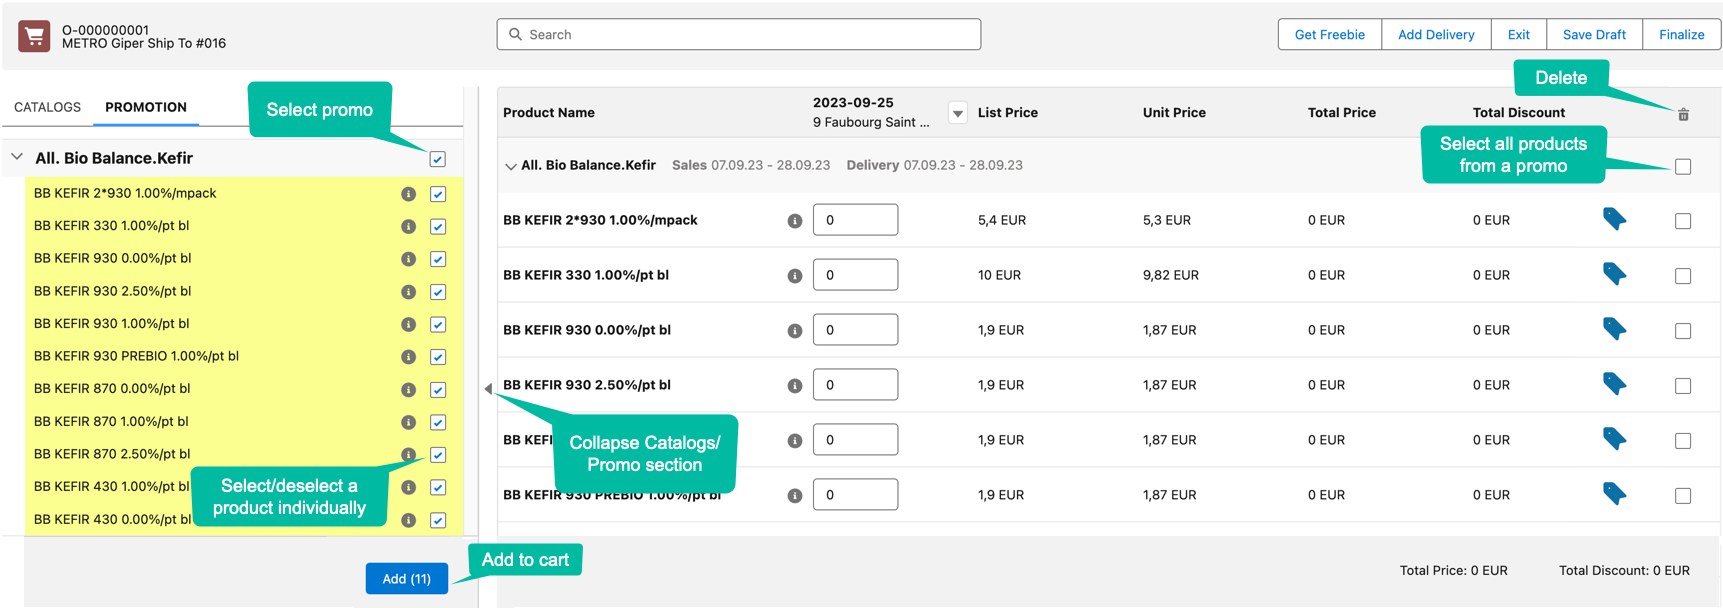 O-000000001
METRO Giper Ship To #016
Search
Get Freebie
Add Delivery
Exit
Save Draft
Finalize
Delete
CATALOGS
PROMOTION
Select promo
All. Bio Balance.Kefir
BB KEFIR 2*930 1.00%/mpack
BB KEFIR 330 1.00%/pt bl
BB KEFIR 930 0.00%/pt bl
BB KEFIR 930 2.50%/pt bl
BB KEFIR 930 1.00%/pt bl
BB KEFIR 930 PREBIO 1.00%/pt bl
BB KEFIR 870 0.00%/pt bl
BB KEFIR 870 1.00%/pt bl
BB KEFIR 870 2.50%/pt bl
BB KEFIR 430 1.00%/pt bl
BB KEFIR 430 0.00%/pt bl
Select/deselect a
product individually
Add (11)
Add to cart
Collapse Catalogs/
Promo section
Product Name
2023-09-25
9 Faubourg Saint ...
List Price
Unit Price
Total Price
Total Discount
Select all products
from a promo
All. Bio Balance.Kefir Sales 07.09.23 - 28.09.23 Delivery 07.09.23 - 28.09.23
BB KEFIR 2*930 1.00%/mpack 0 5,4 EUR 5,3 EUR 0 EUR 0 EUR
BB KEFIR 330 1.00%/pt bl 0 10 EUR 9,82 EUR 0 EUR 0 EUR
BB KEFIR 930 0.00%/pt bl 0 1,9 EUR 1,87 EUR 0 EUR 0 EUR
BB KEFIR 930 2.50%/pt bl 0 1,9 EUR 1,87 EUR 0 EUR 0 EUR
BB 0 1,9 EUR 1,87 EUR 0 EUR 0 EUR
BB KEFIR 930 PREBIO 1.00%/pt bl 0 1,9 EUR 1,87 EUR 0 EUR 0 EUR
Total Price: 0 EUR
Total Discount: 0 EUR